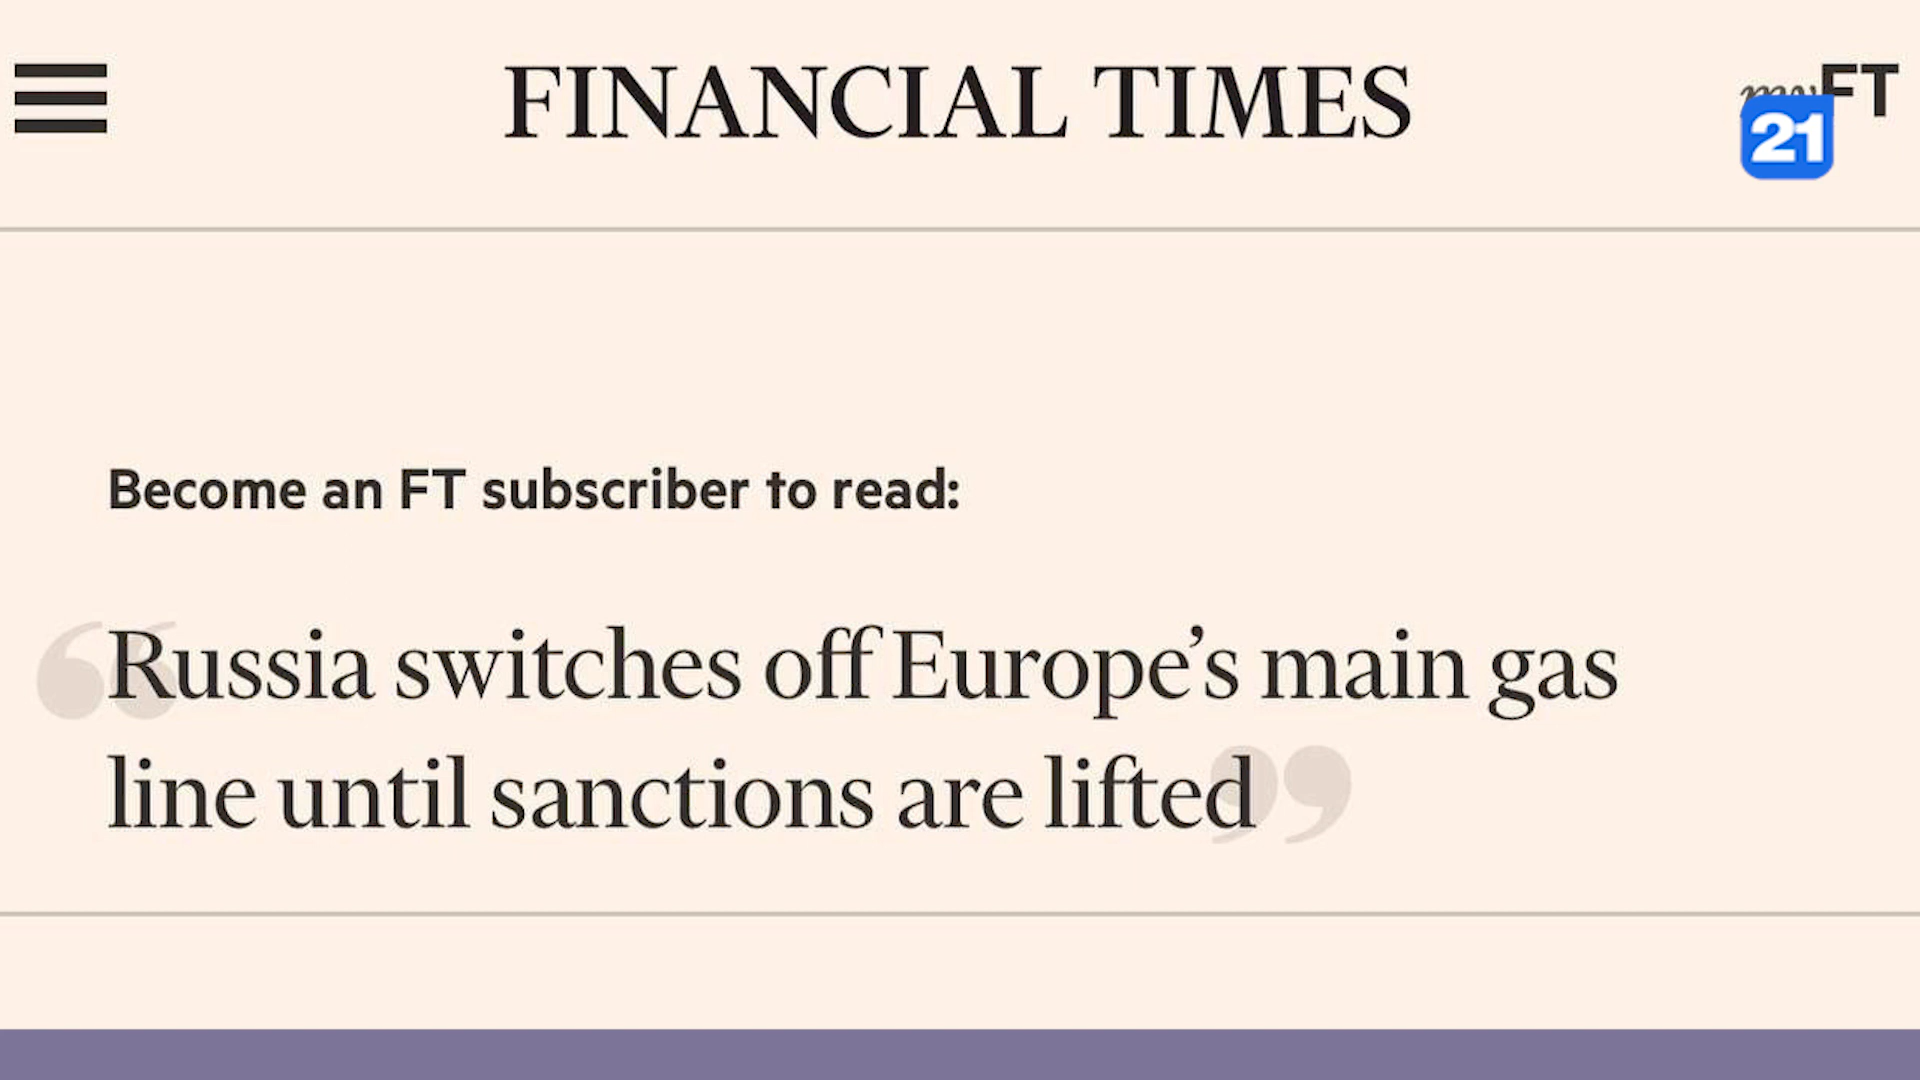 FINANCIAL TIMES
myFT
21
Become an FT subscriber to read:
“Russia switches off Europe’s main gas
line until sanctions are lifted”